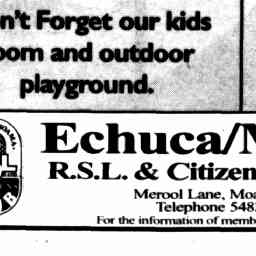 n't Forget our kids
oom and outdoor
playground.
Echuca/M
R.S.L. & Citizen
Merool Lane, Moa
Telephone 548
For the information of memb